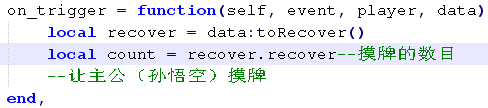 on_trigger = function(self, event, player, data)
    local recover = data:toRecover()
    local count = recover.recover--摸牌的数目
    --让主公（孙悟空）摸牌
end,